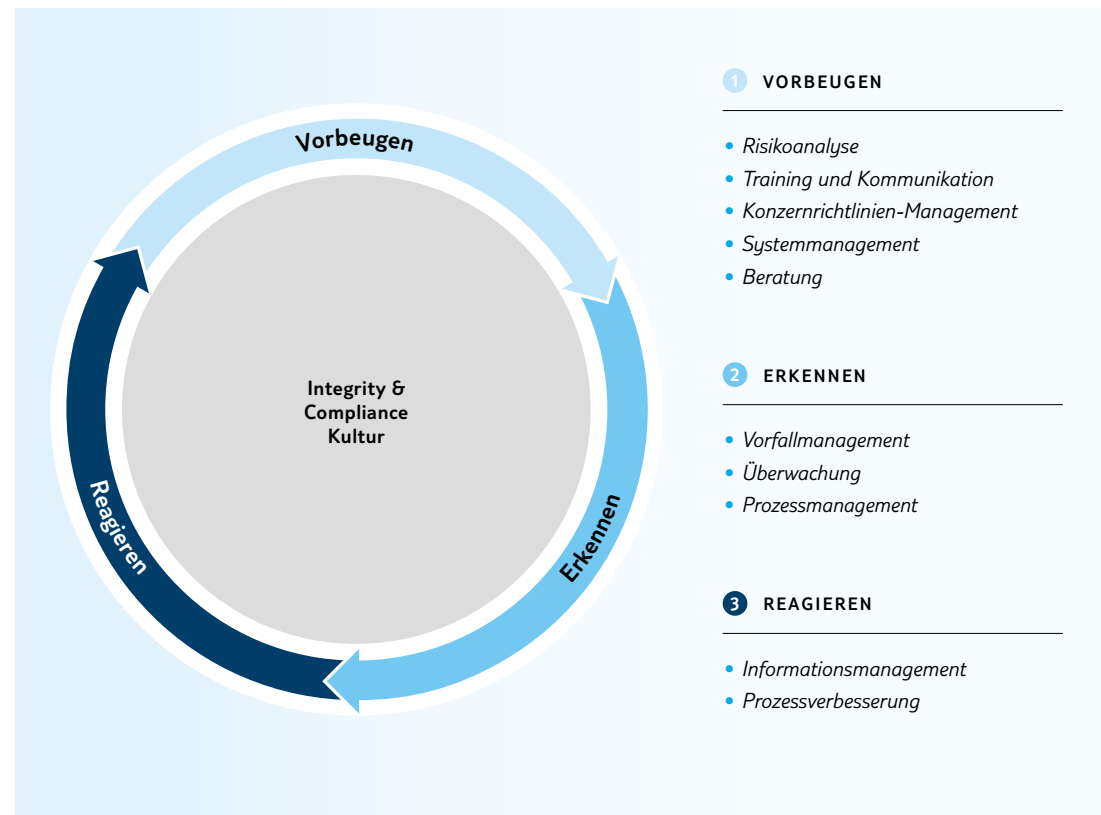 Vorbeugen
Integrity &
Compliance
Kultur
Erkennen
Reagieren
1 VORBEUGEN
• Risikoanalyse
• Training und Kommunikation
• Konzernrichtlinien-Management
• Systemmanagement
• Beratung
2 ERKENNEN
• Vorfallmanagement
• Überwachung
• Prozessmanagement
3 REAGIEREN
• Informationsmanagement
• Prozessverbesserung